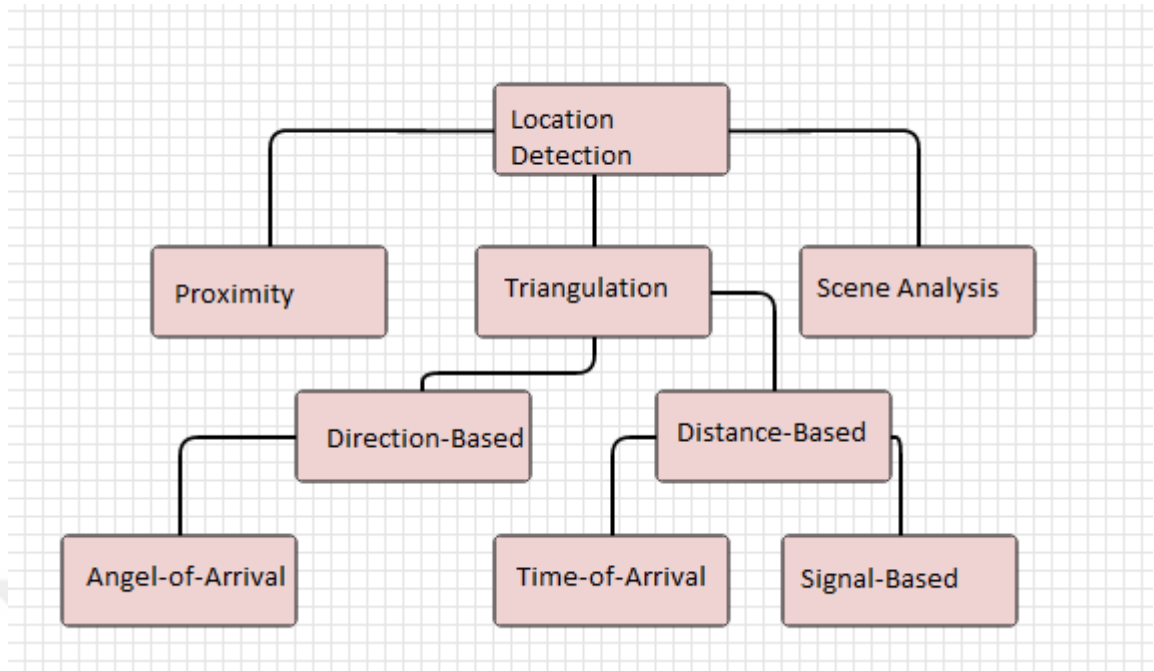 Location
Detection
Proximity
Triangulation
Scene Analysis
Direction-Based
Distance-Based
Angel-of-Arrival
Time-of-Arrival
Signal-Based